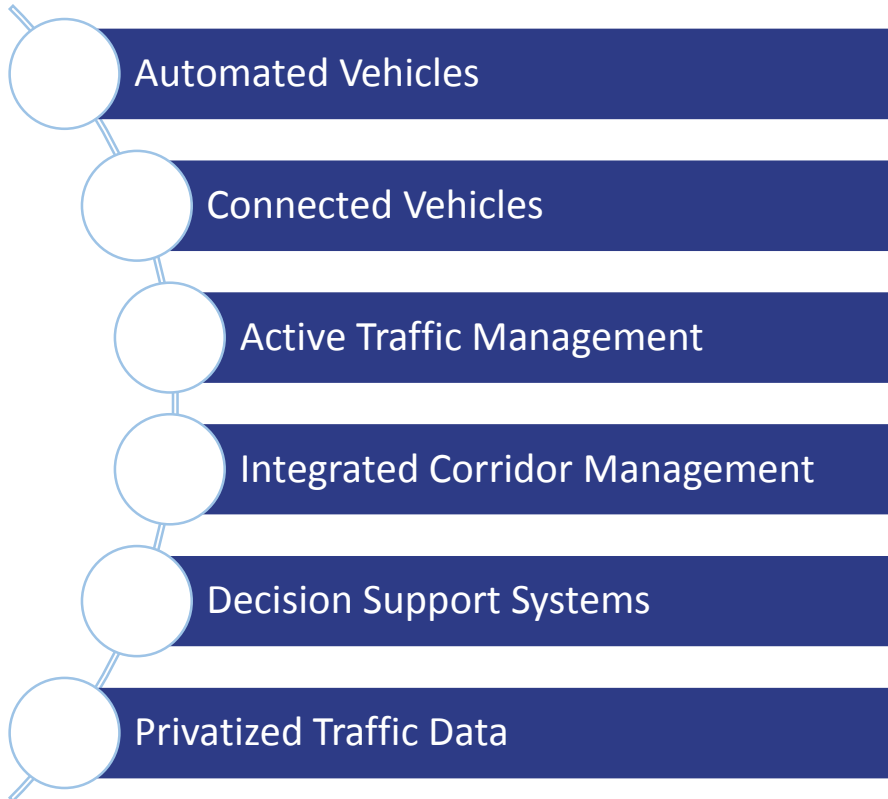 Automated Vehicles
Connected Vehicles
Active Traffic Management
Integrated Corridor Management
Decision Support Systems
Privatized Traffic Data